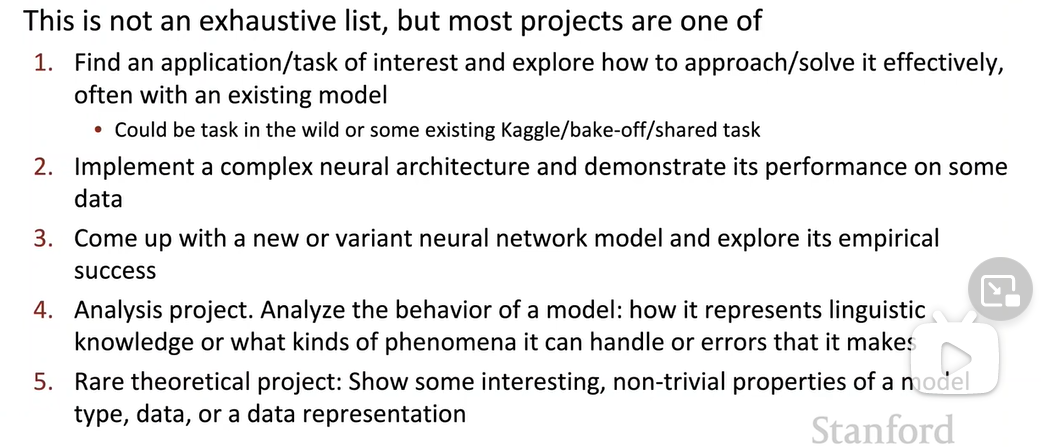 This is not an exhaustive list, but most projects are one of
1. Find an application/task of interest and explore how to approach/solve it effectively,
often with an existing model
• Could be task in the wild or some existing Kaggle/bake-off/shared task
2. Implement a complex neural architecture and demonstrate its performance on some
data
3. Come up with a new or variant neural network model and explore its empirical
success
4. Analysis project. Analyze the behavior of a model: how it represents linguistic
knowledge or what kinds of phenomena it can handle or errors that it makes
5. Rare theoretical project: Show some interesting, non-trivial properties of a model
type, data, or a data representation
Stanford